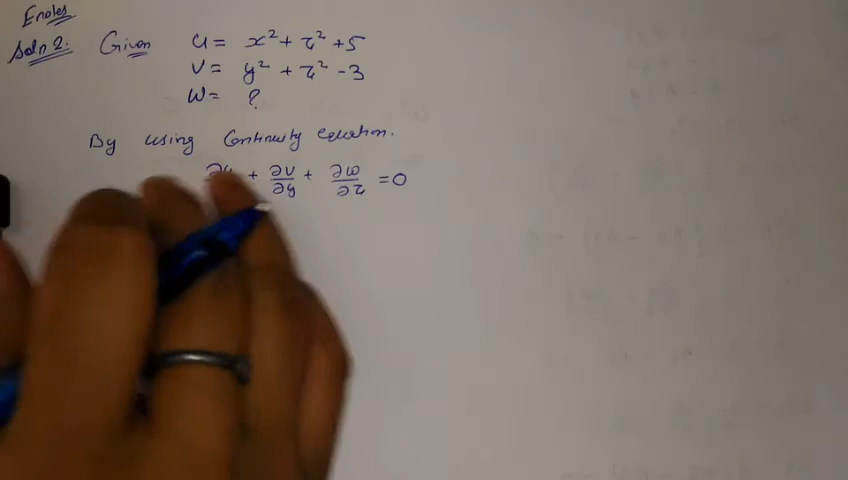 Enotes
Soln 2. Given u = x² + z² + 5
v = y² + z² - 3
w = ?
By using Continuity equation.
+ ∂v/∂y + ∂w/∂z = 0